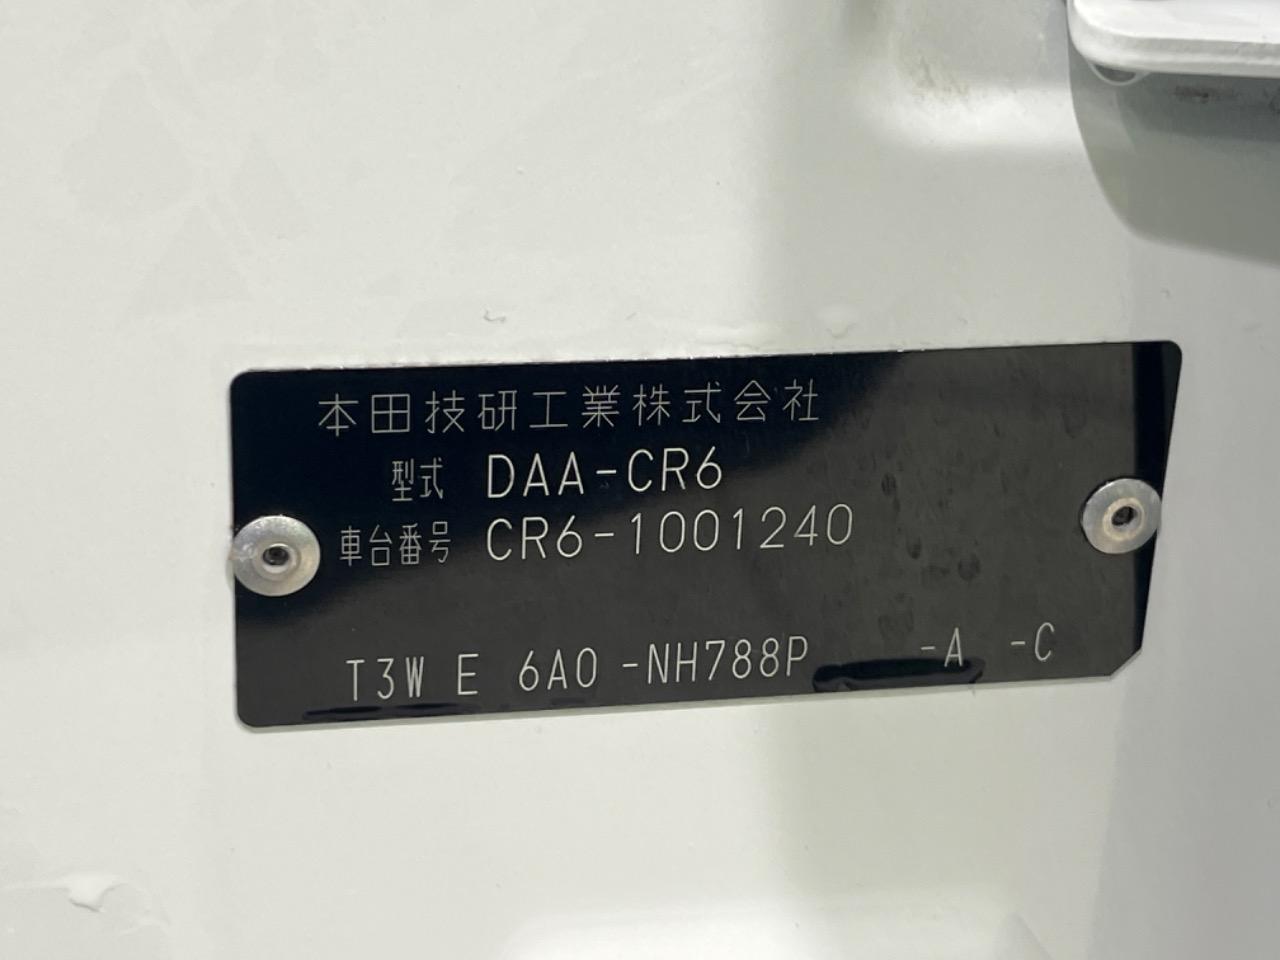 本田技研工業株式会社
型式 DAA-CR6
車台番号 CR6-1001240
T3W E 6A0 -NH788P -A -C